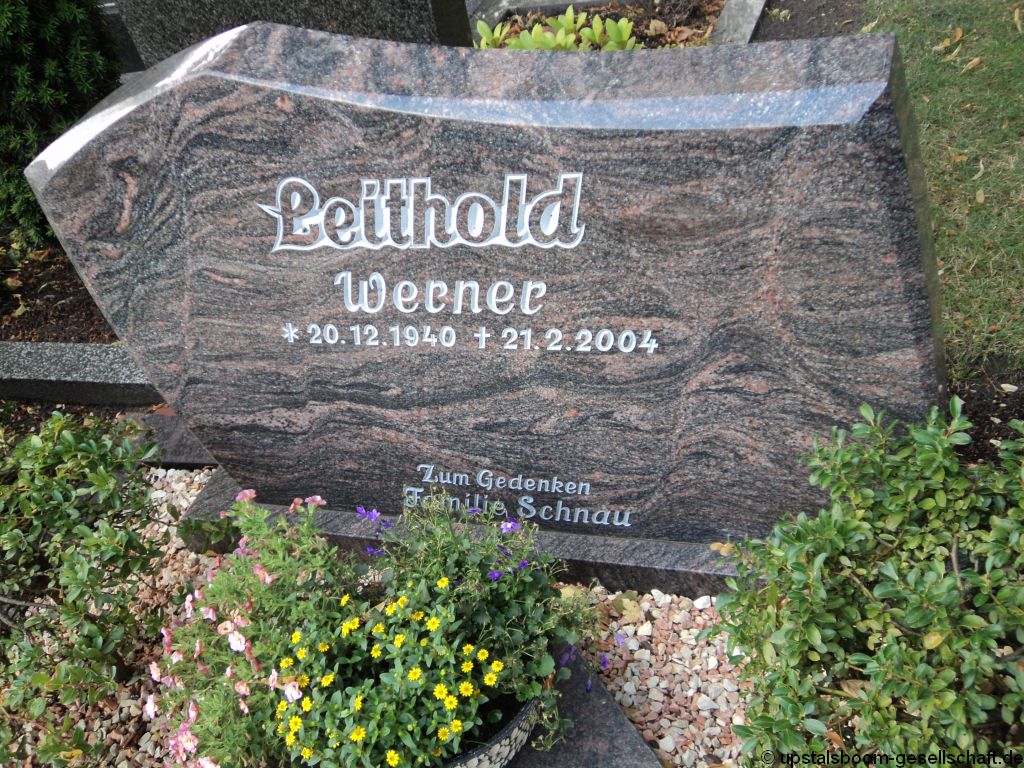 Leithold
Werner
* 20.12.1940 † 21.2.2004
Zum Gedenken
Familie Schnau
© upstalsboom-gesellschaft.de